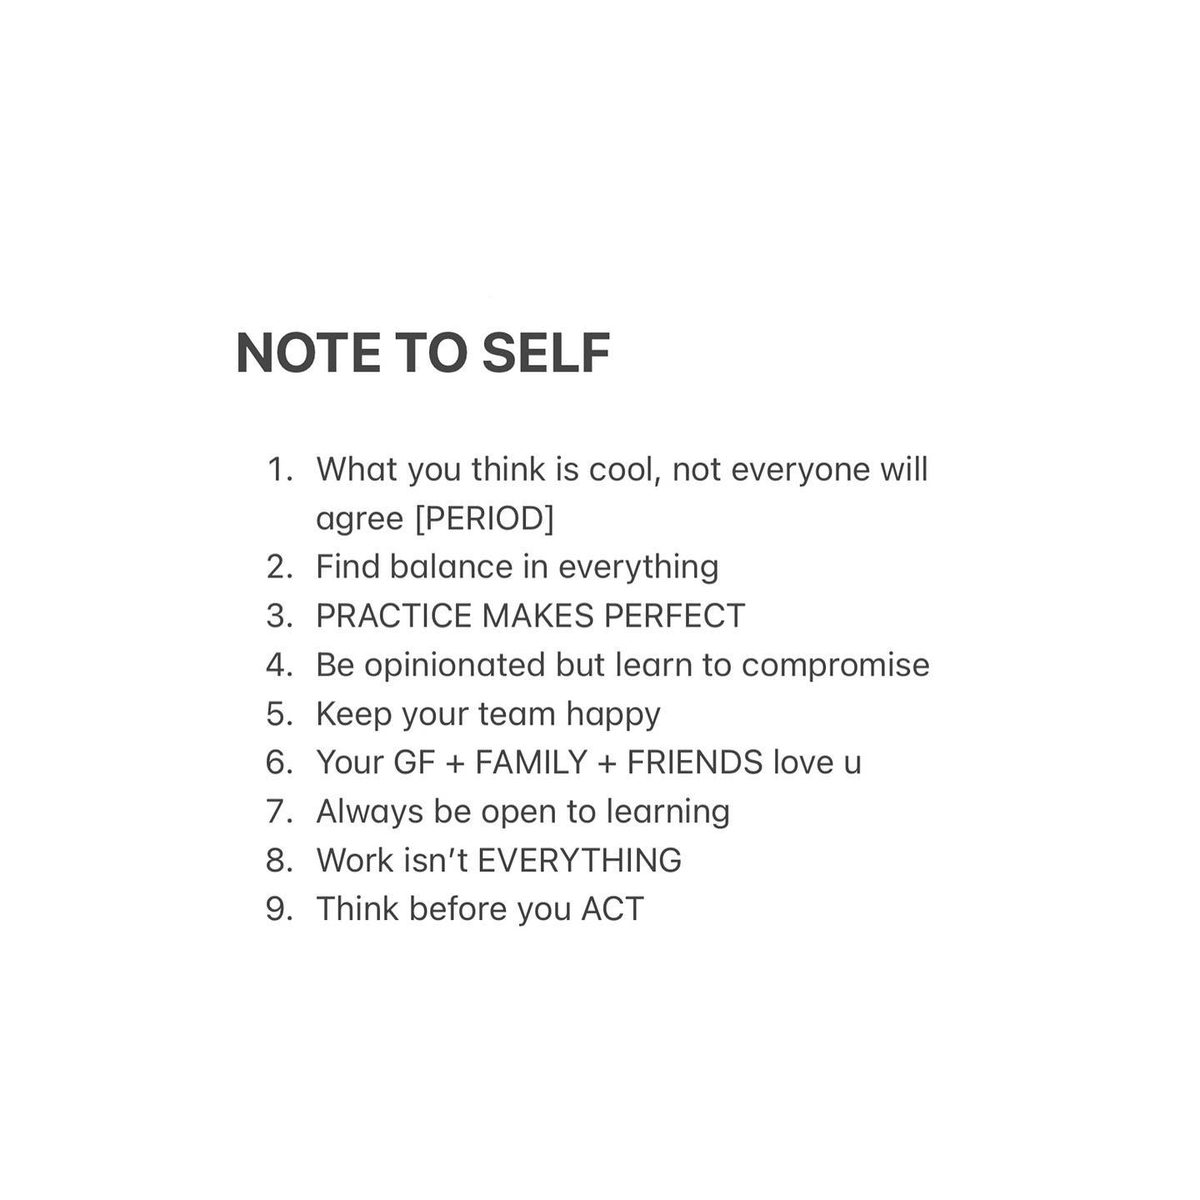 NOTE TO SELF
1. What you think is cool, not everyone will
agree [PERIOD]
2. Find balance in everything
3. PRACTICE MAKES PERFECT
4. Be opinionated but learn to compromise
5. Keep your team happy
6. Your GF + FAMILY + FRIENDS love u
7. Always be open to learning
8. Work isn’t EVERYTHING
9. Think before you ACT